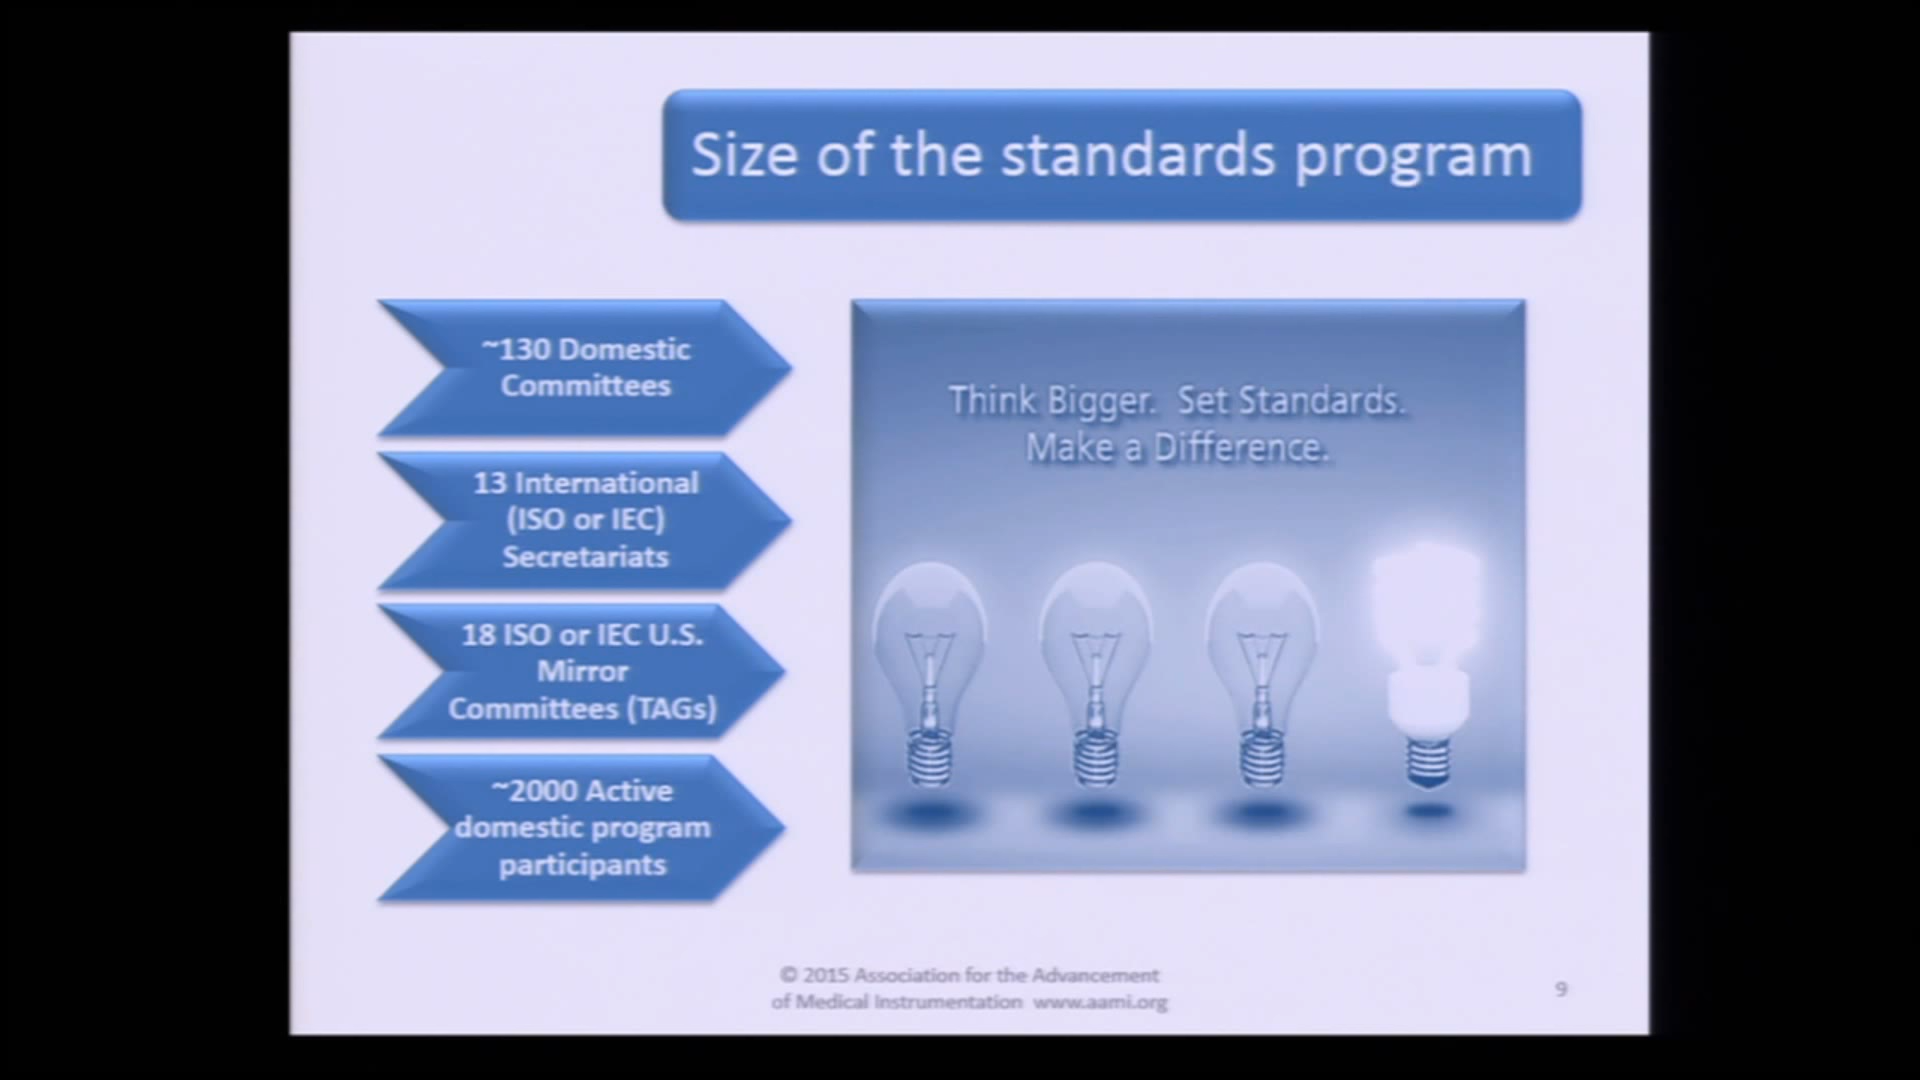 Size of the standards program
~130 Domestic
Committees
13 International
(ISO or IEC)
Secretariats
18 ISO or IEC U.S.
Mirror
Committees (TAGs)
~2000 Active
domestic program
participants
Think Bigger. Set Standards.
Make a Difference.
© 2015 Association for the Advancement
of Medical Instrumentation www.aami.org
9